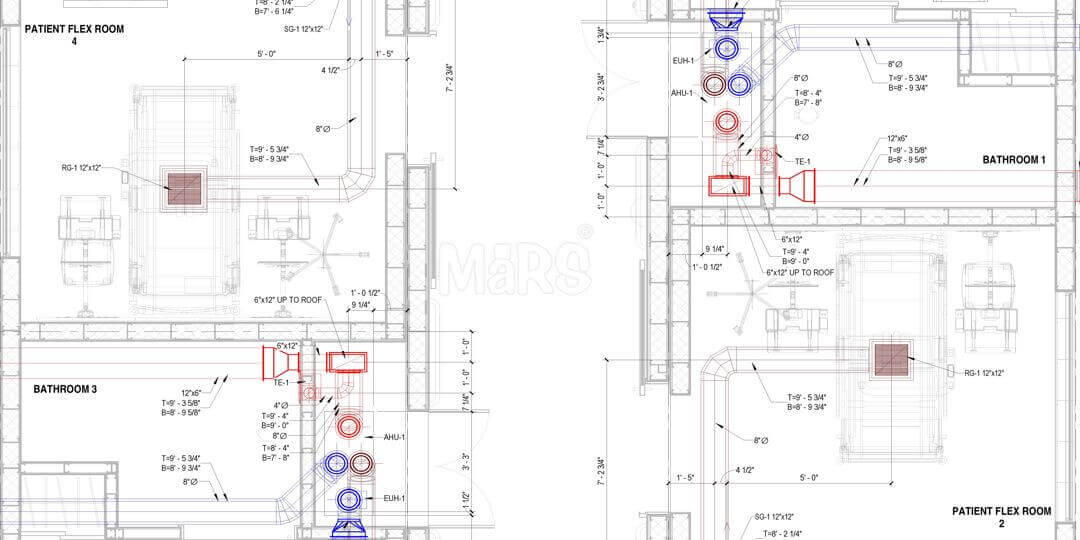 T=8' - 2 1/4"
B=7' - 6 1/4"
SG-1 12"x12"
PATIENT FLEX ROOM
4
5' - 0"
1' - 5"
4 1/2"
7' - 2 3/4"
8"Ø
T=9' - 5 3/4"
B=8' - 9 3/4"
RG-1 12"x12"
1' - 0 1/2"
9 1/4"
6"x12" UP TO ROOF
6"x12"
TE-1
BATHROOM 3
12"x6"
T=9' - 3 5/8"
B=8' - 9 5/8"
4"Ø
T=9' - 4"
B=9' - 0"
8"Ø
T=8' - 4"
B=7' - 8"
T=9' - 5 3/4"
B=8' - 9 3/4"
8"Ø
AHU-1
EUH-1
1' - 0"
1' - 0"
7 1/4"
3' - 3"
1 1/2"
MaRS®
1 3/4"
3' - 2 3/4"
7 1/4"
1' - 0"
1' - 0"
EUH-1
AHU-1
8"Ø
T=9' - 5 3/4"
B=8' - 9 3/4"
8"Ø
T=8' - 4"
B=7' - 8"
4"Ø
TE-1
12"x6"
T=9' - 3 5/8"
B=8' - 9 5/8"
BATHROOM 1
6"x12"
T=9' - 4"
B=9' - 0"
6"x12" UP TO ROOF
9 1/4"
1' - 0 1/2"
RG-1 12"x12"
T=9' - 5 3/4"
B=8' - 9 3/4"
8"Ø
7' - 2 3/4"
4 1/2"
1' - 5"
5' - 0"
PATIENT FLEX ROOM
2
SG-1 12"x12"
T=8' - 2 1/4"